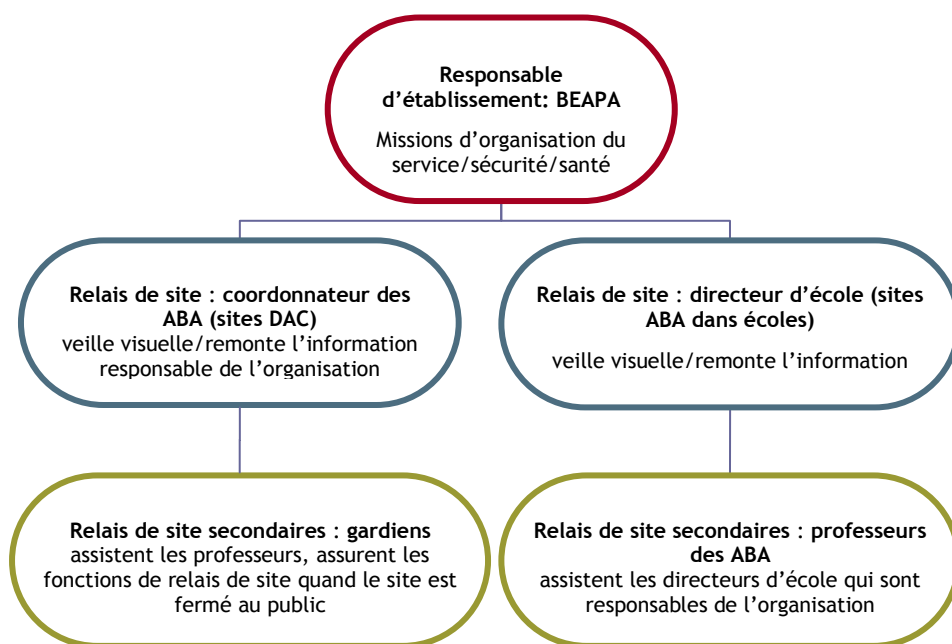 Responsable
d’établissement: BEAPA
Missions d’organisation du
service/sécurité/santé
Relais de site : coordonnateur des
ABA (sites DAC)
veille visuelle/remonte l’information
responsable de l’organisation
Relais de site : directeur d’école (sites
ABA dans écoles)
veille visuelle/remonte l’information
Relais de site secondaires : gardiens
assistent les professeurs, assurent les
fonctions de relais de site quand le site est
fermé au public
Relais de site secondaires : professeurs
des ABA
assistent les directeurs d’école qui sont
responsables de l’organisation